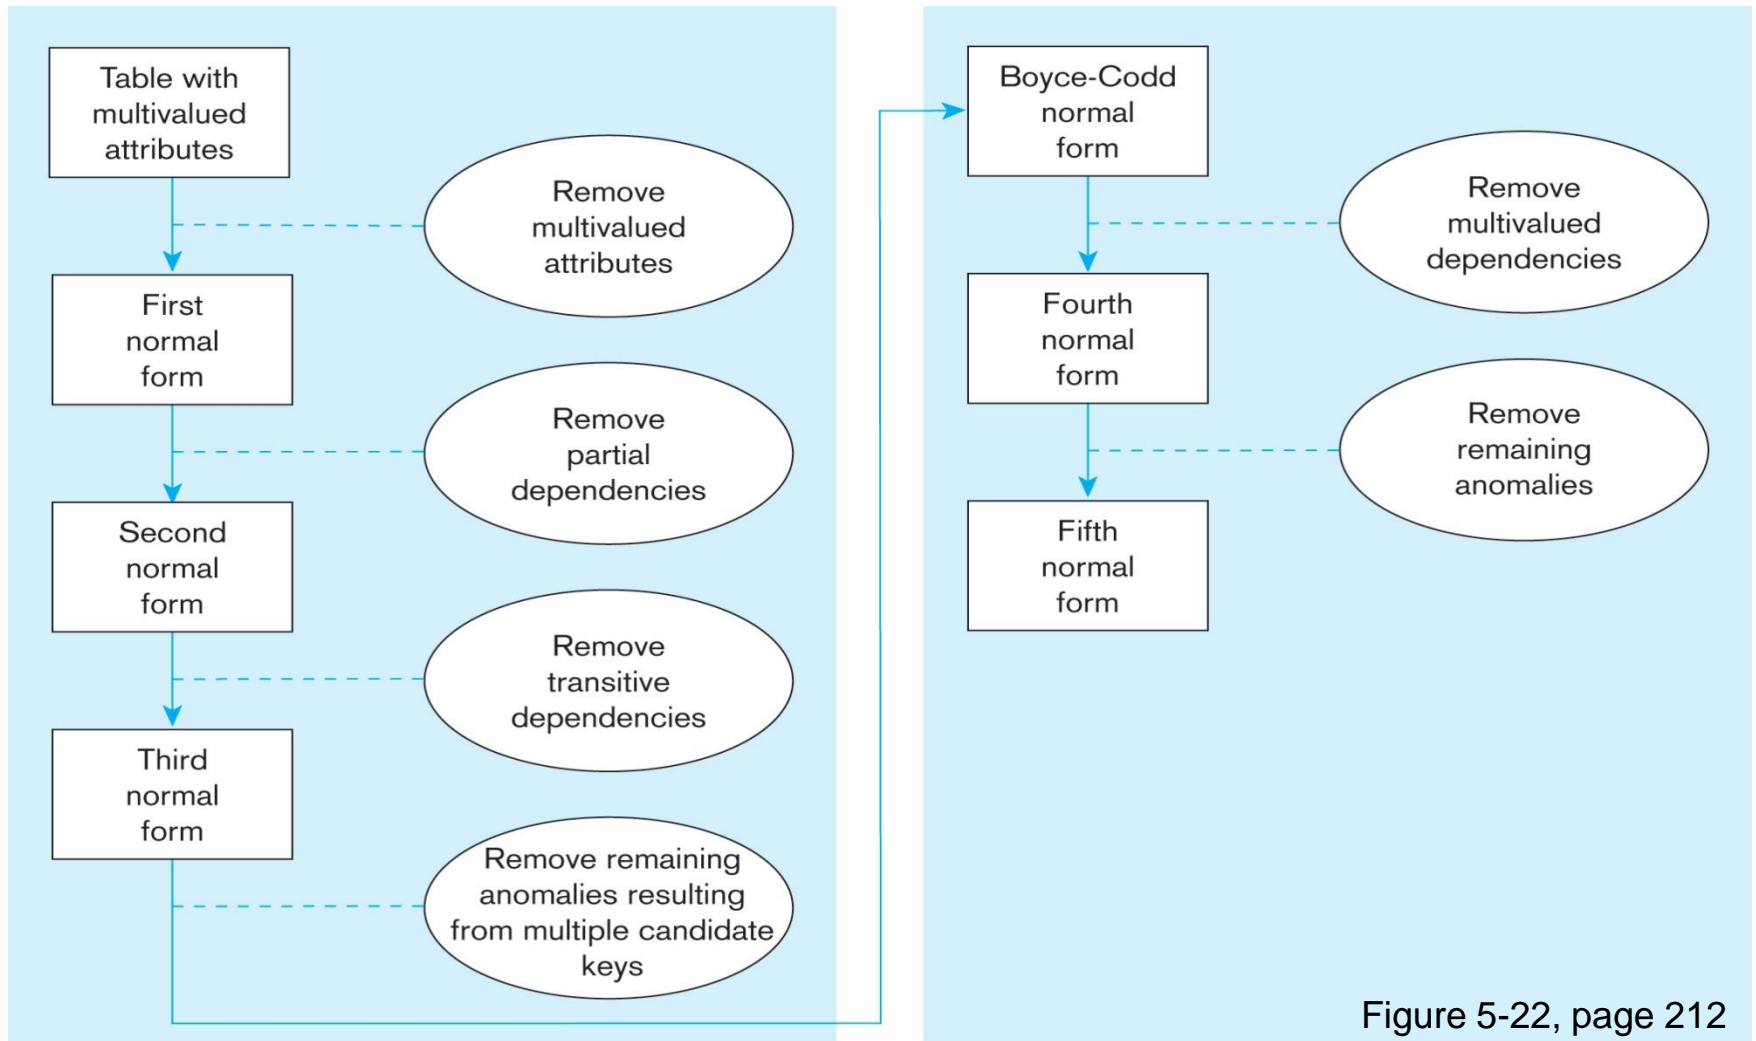 Table with
multivalued
attributes
Remove
multivalued
attributes
First
normal
form
Remove
partial
dependencies
Second
normal
form
Remove
transitive
dependencies
Third
normal
form
Remove remaining
anomalies resulting
from multiple candidate
keys
Boyce-Codd
normal
form
Remove
multivalued
dependencies
Fourth
normal
form
Remove
remaining
anomalies
Fifth
normal
form
Figure 5-22, page 212